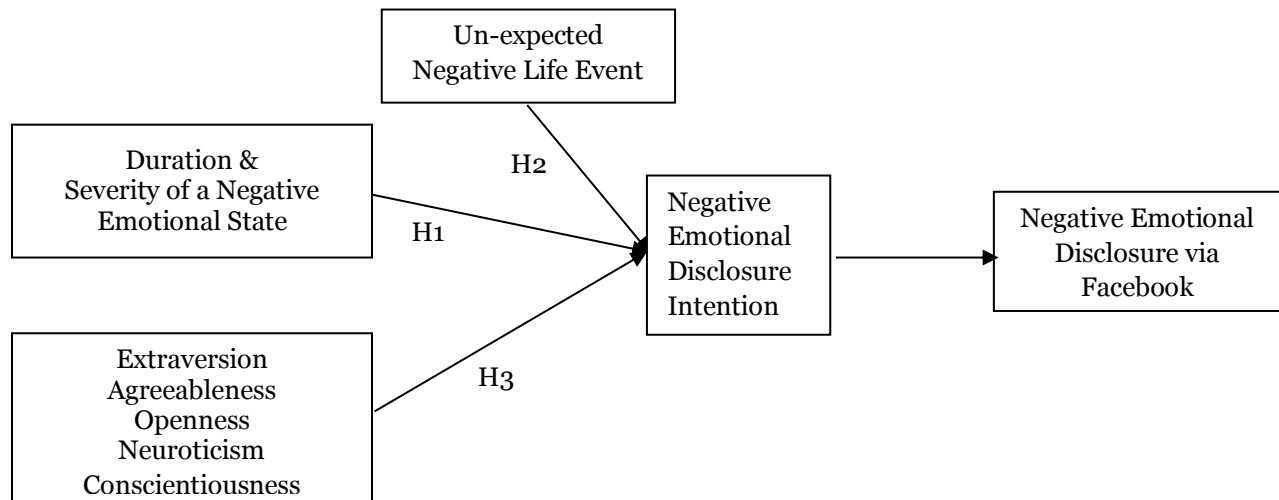 Un-expected
Negative Life Event
Duration &
Severity of a Negative
Emotional State
H2
H1
Negative
Emotional
Disclosure
Intention
Negative Emotional
Disclosure via
Facebook
Extraversion
Agreeableness
Openness
Neuroticism
Conscientiousness
H3